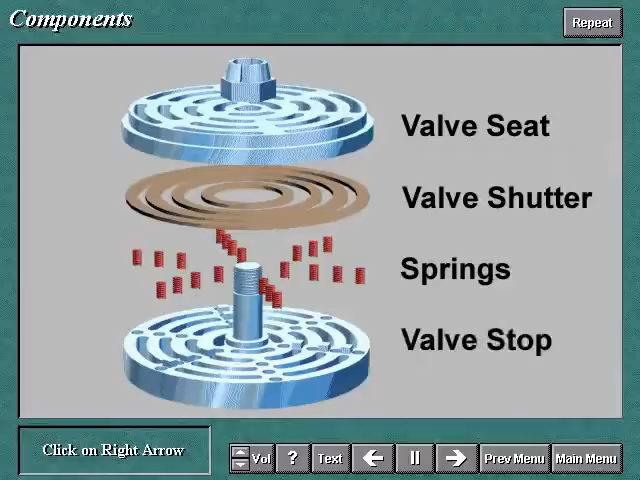 Components
Repeat
Valve Seat
Valve Shutter
Springs
Valve Stop
Click on Right Arrow
Vol
?
Text
Prev Menu
Main Menu